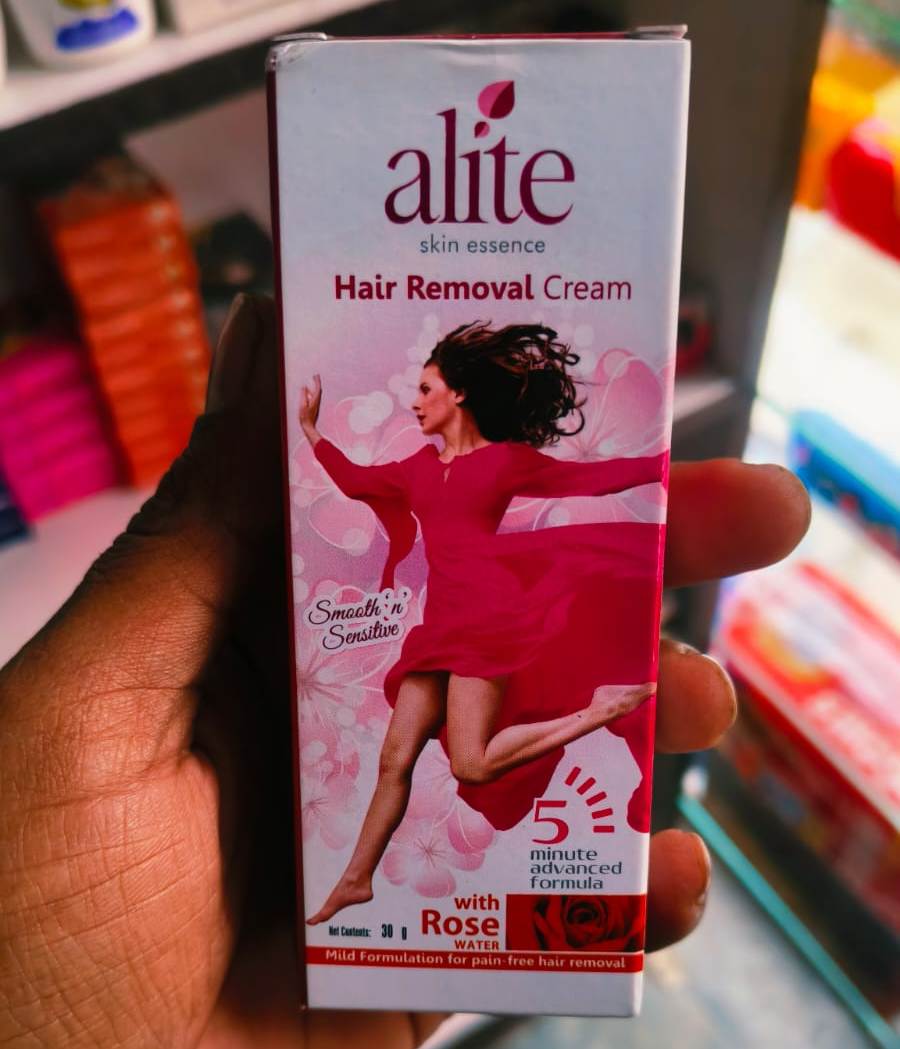 alite
skin essence
Hair Removal Cream
Smooth 'n'
Sensitive
5
minute
advanced
formula
with
Rose
WATER
Net Contents: 30 g
Mild Formulation for pain-free hair removal